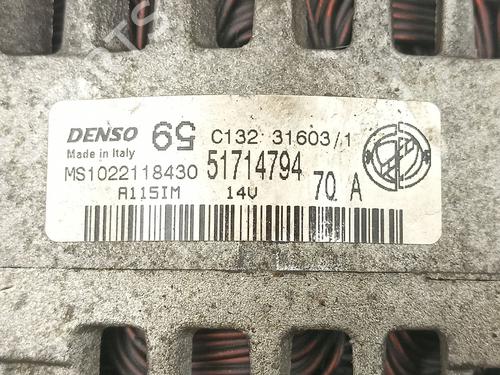 DENSO 59 C132 31603/1
Made in Italy
MS1022118430 51714794
A115IM 14V 70 A